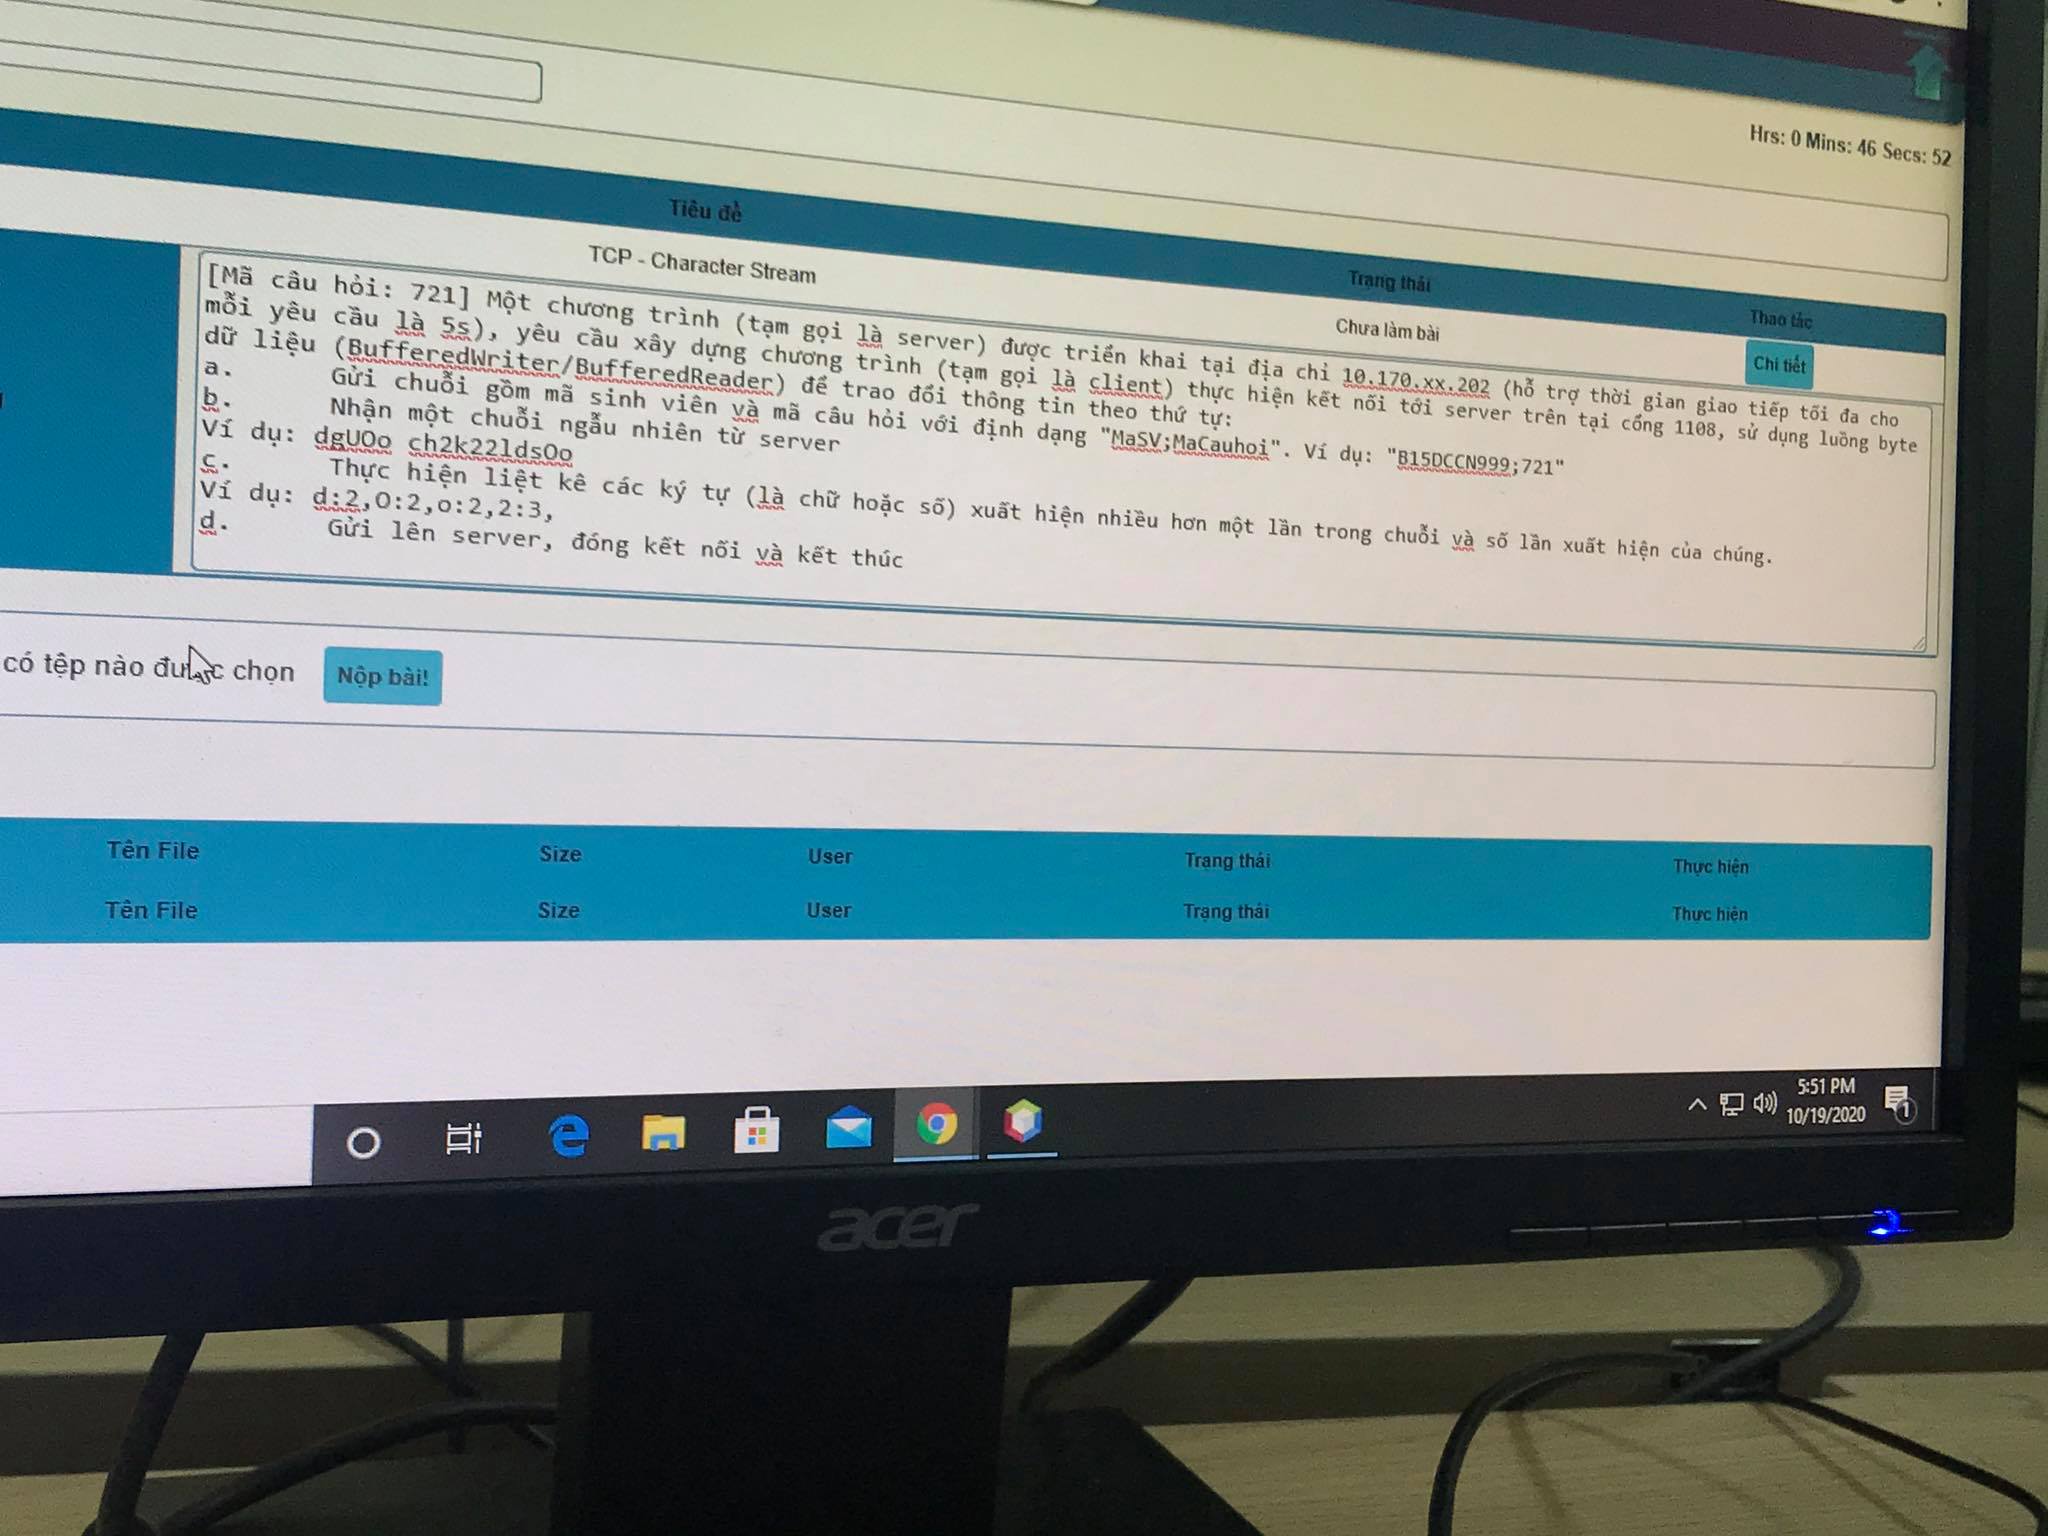 Hrs: 0 Mins: 46 Secs: 52
Tiêu đề
Trạng thái
Thao tác
TCP - Character Stream
Chưa làm bài
Chi tiết
[Mã câu hỏi: 721] Một chương trình (tạm gọi là server) được triển khai tại địa chỉ 10.170.xx.202 (hỗ trợ thời gian giao tiếp tối đa cho
mỗi yêu cầu là 5s), yêu cầu xây dựng chương trình (tạm gọi là client) thực hiện kết nối tới server trên tại cổng 1108, sử dụng luồng byte
dữ liệu (BufferedWriter/BufferedReader) để trao đổi thông tin theo thứ tự:
a. Gửi chuỗi gồm mã sinh viên và mã câu hỏi với định dạng "MaSV;MaCauhoi". Ví dụ: "B15DCCN999;721"
b. Nhận một chuỗi ngẫu nhiên từ server
Ví dụ: dgUOo ch2k22ldsOo
c. Thực hiện liệt kê các ký tự (là chữ hoặc số) xuất hiện nhiều hơn một lần trong chuỗi và số lần xuất hiện của chúng.
Ví dụ: d:2,O:2,o:2,2:3,
d. Gửi lên server, đóng kết nối và kết thúc
có tệp nào được chọn
Nộp bài!
Tên File Size User Trạng thái Thực hiện
Tên File Size User Trạng thái Thực hiện
5:51 PM
10/19/2020
1
acer